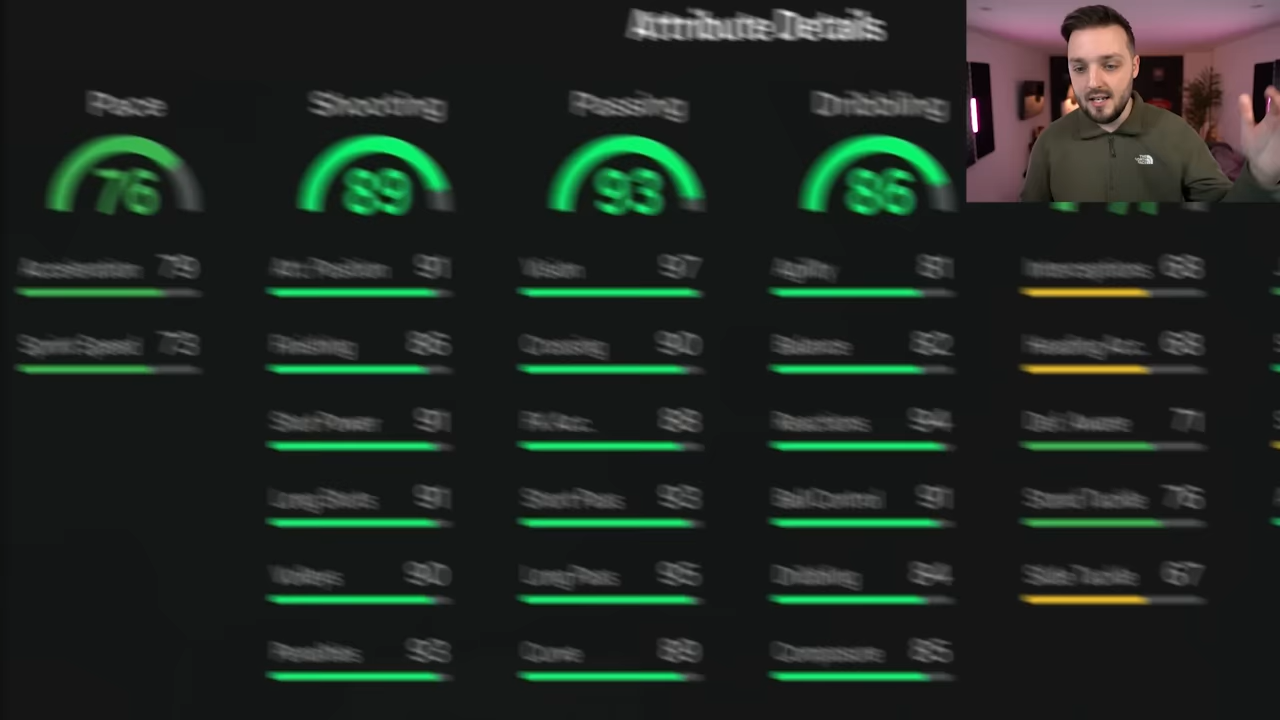 Attribute Details
Pace
Shooting
Passing
Dribbling
76
89
93
86
Acceleration 79
Att. Position 91
Vision 97
Agility 81
Interceptions 68
Sprint Speed 73
Finishing 86
Crossing 90
Balance 82
Heading Acc. 68
Shot Power 91
FK Acc. 88
Reactions 94
Def. Aware 71
Long Shots 91
Short Pass 93
Ball Control 91
Stand Tackle 76
Volleys 90
Long Pass 95
Dribbling 84
Slide Tackle 67
Penalties 93
Curve 89
Composure 85
THE NORTH FACE